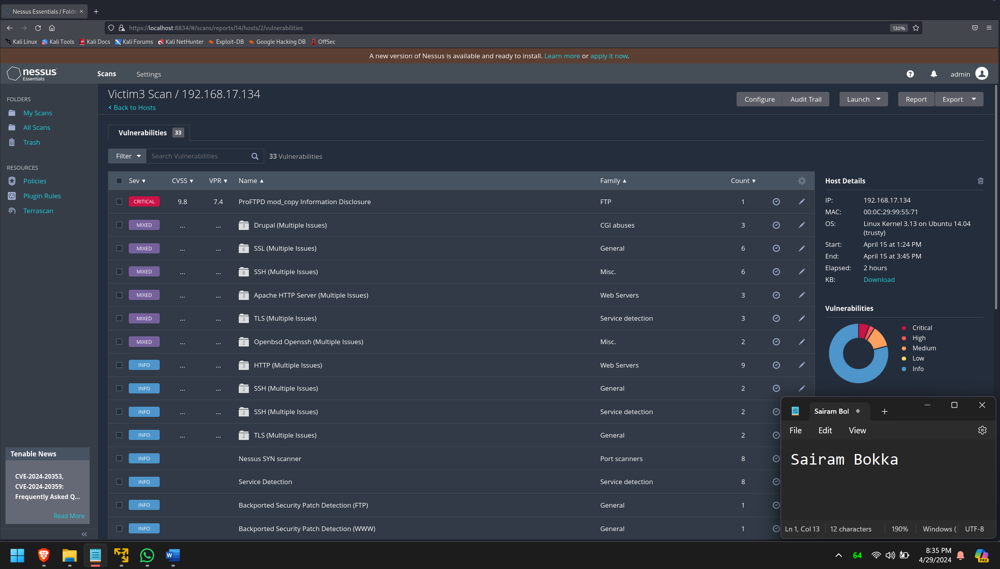 Nessus Essentials / Folde
https://localhost:8834/#/scans/reports/14/hosts/2/vulnerabilities
130%
Kali Linux Kali Tools Kali Docs Kali Forums Kali NetHunter Exploit-DB Google Hacking DB OffSec
A new version of Nessus is available and ready to install. Learn more or apply it now.
nessus Essentials Scans Settings admin
FOLDERS
My Scans
All Scans
Trash
RESOURCES
Policies
Plugin Rules
Terrascan
Tenable News
CVE-2024-20353,
CVE-2024-20359:
Frequently Asked Q...
Read More
Victim3 Scan / 192.168.17.134
Back to Hosts
Configure Audit Trail Launch Report Export
Vulnerabilities 33
Filter Search Vulnerabilities 33 Vulnerabilities
Sev CVSS VPR Name Family Count
CRITICAL 9.8 7.4 ProFTPD mod_copy Information Disclosure FTP 1
MIXED ... ... 3 Drupal (Multiple Issues) CGI abuses 3
MIXED ... ... 6 SSL (Multiple Issues) General 6
MIXED ... ... 6 SSH (Multiple Issues) Misc. 6
MIXED ... ... 3 Apache HTTP Server (Multiple Issues) Web Servers 3
MIXED ... ... 3 TLS (Multiple Issues) Service detection 3
MIXED ... ... 2 Openbsd Openssh (Multiple Issues) Misc. 2
INFO ... ... 3 HTTP (Multiple Issues) Web Servers 9
INFO ... ... 2 SSH (Multiple Issues) General 2
INFO ... ... 2 SSH (Multiple Issues) Service detection 2
INFO ... ... 2 TLS (Multiple Issues) General 2
INFO Nessus SYN scanner Port scanners 8
INFO Service Detection Service detection 8
INFO Backported Security Patch Detection (FTP) General 1
INFO Backported Security Patch Detection (WWW) General 1
Host Details
IP: 192.168.17.134
MAC: 00:0C:29:99:55:71
OS: Linux Kernel 3.13 on Ubuntu 14.04
(trusty)
Start: April 15 at 1:24 PM
End: April 15 at 3:45 PM
Elapsed: 2 hours
KB: Download
Vulnerabilities
Critical
High
Medium
Low
Info
Sairam Bol
File Edit View
Sairam Bokka
Ln 1, Col 13 12 characters 190% Windows ( UTF-8
64 8:35 PM
4/29/2024
PRE